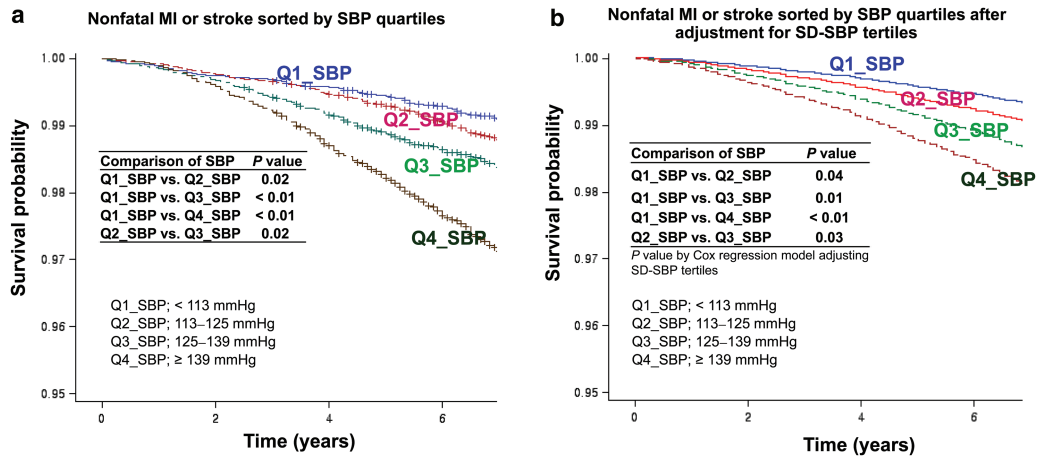 a
Nonfatal MI or stroke sorted by SBP quartiles
Survival probability
1.00
0.99
0.98
0.97
0.96
0.95
Q1_SBP
Q2_SBP
Q3_SBP
Q4_SBP
Comparison of SBP P value
Q1_SBP vs. Q2_SBP 0.02
Q1_SBP vs. Q3_SBP < 0.01
Q1_SBP vs. Q4_SBP < 0.01
Q2_SBP vs. Q3_SBP 0.02
Q1_SBP; < 113 mmHg
Q2_SBP; 113–125 mmHg
Q3_SBP; 125–139 mmHg
Q4_SBP; ≥ 139 mmHg
0 2 4 6
Time (years)
b
Nonfatal MI or stroke sorted by SBP quartiles after
adjustment for SD-SBP tertiles
Survival probability
1.00
0.99
0.98
0.97
0.96
0.95
Q1_SBP
Q2_SBP
Q3_SBP
Q4_SBP
Comparison of SBP P value
Q1_SBP vs. Q2_SBP 0.04
Q1_SBP vs. Q3_SBP 0.01
Q1_SBP vs. Q4_SBP < 0.01
Q2_SBP vs. Q3_SBP 0.03
P value by Cox regression model adjusting
SD-SBP tertiles
Q1_SBP; < 113 mmHg
Q2_SBP; 113–125 mmHg
Q3_SBP; 125–139 mmHg
Q4_SBP; ≥ 139 mmHg
0 2 4 6
Time (years)